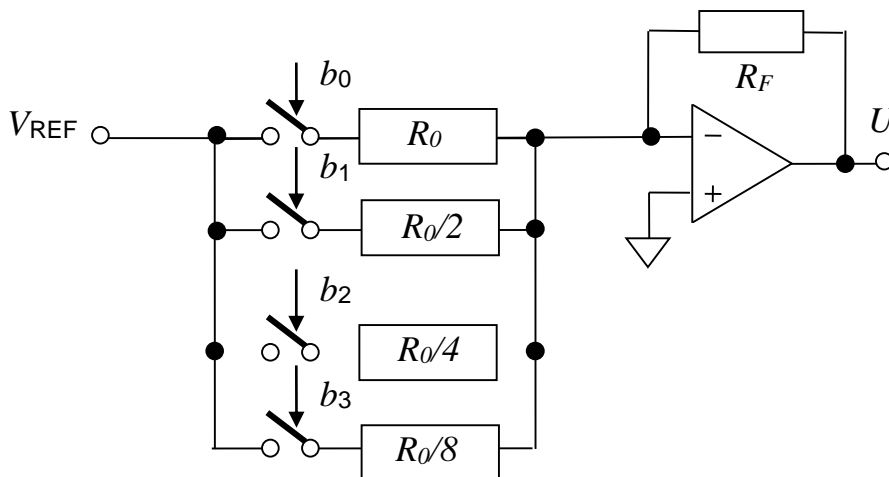 b0
RF
VREF
R0
U
b1
R0/2
b2
R0/4
b3
R0/8
−
+